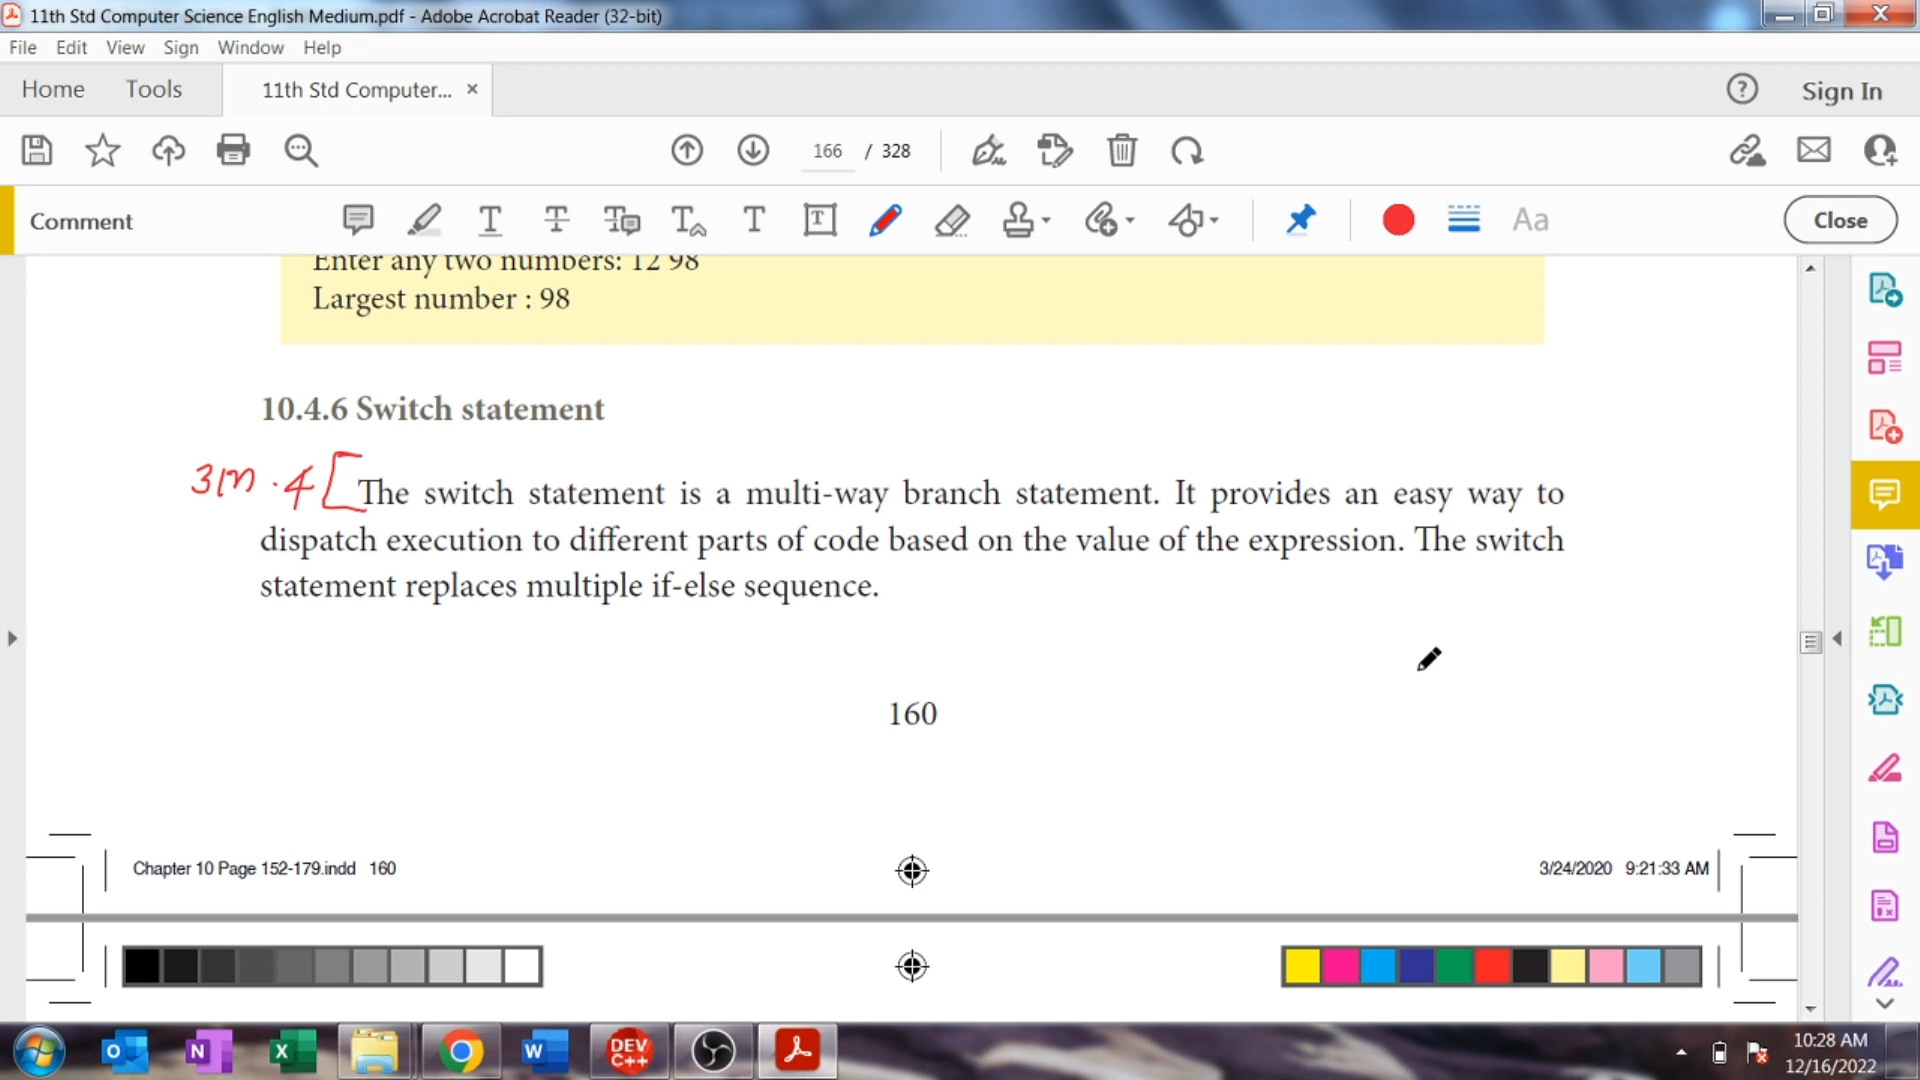 11th Std Computer Science English Medium.pdf - Adobe Acrobat Reader (32-bit)
File Edit View Sign Window Help
Home Tools 11th Std Computer... × Sign In
166 / 328
Comment Aa Close
Enter any two numbers: 12 98
Largest number : 98
10.4.6 Switch statement
3m . 4 [
The switch statement is a multi-way branch statement. It provides an easy way to
dispatch execution to different parts of code based on the value of the expression. The switch
statement replaces multiple if-else sequence.
160
Chapter 10 Page 152-179.indd 160 3/24/2020 9:21:33 AM
DEV C++
10:28 AM
12/16/2022